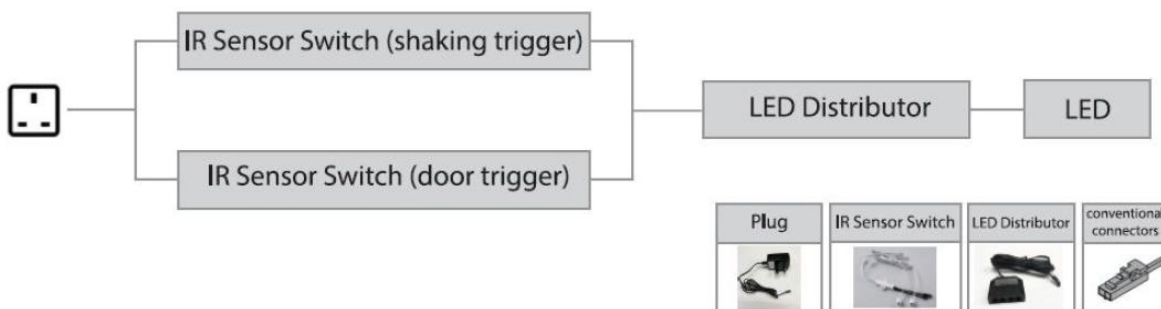 IR Sensor Switch (shaking trigger)
LED Distributor
LED
IR Sensor Switch (door trigger)
Plug
IR Sensor Switch
LED Distributor
conventional
connectors